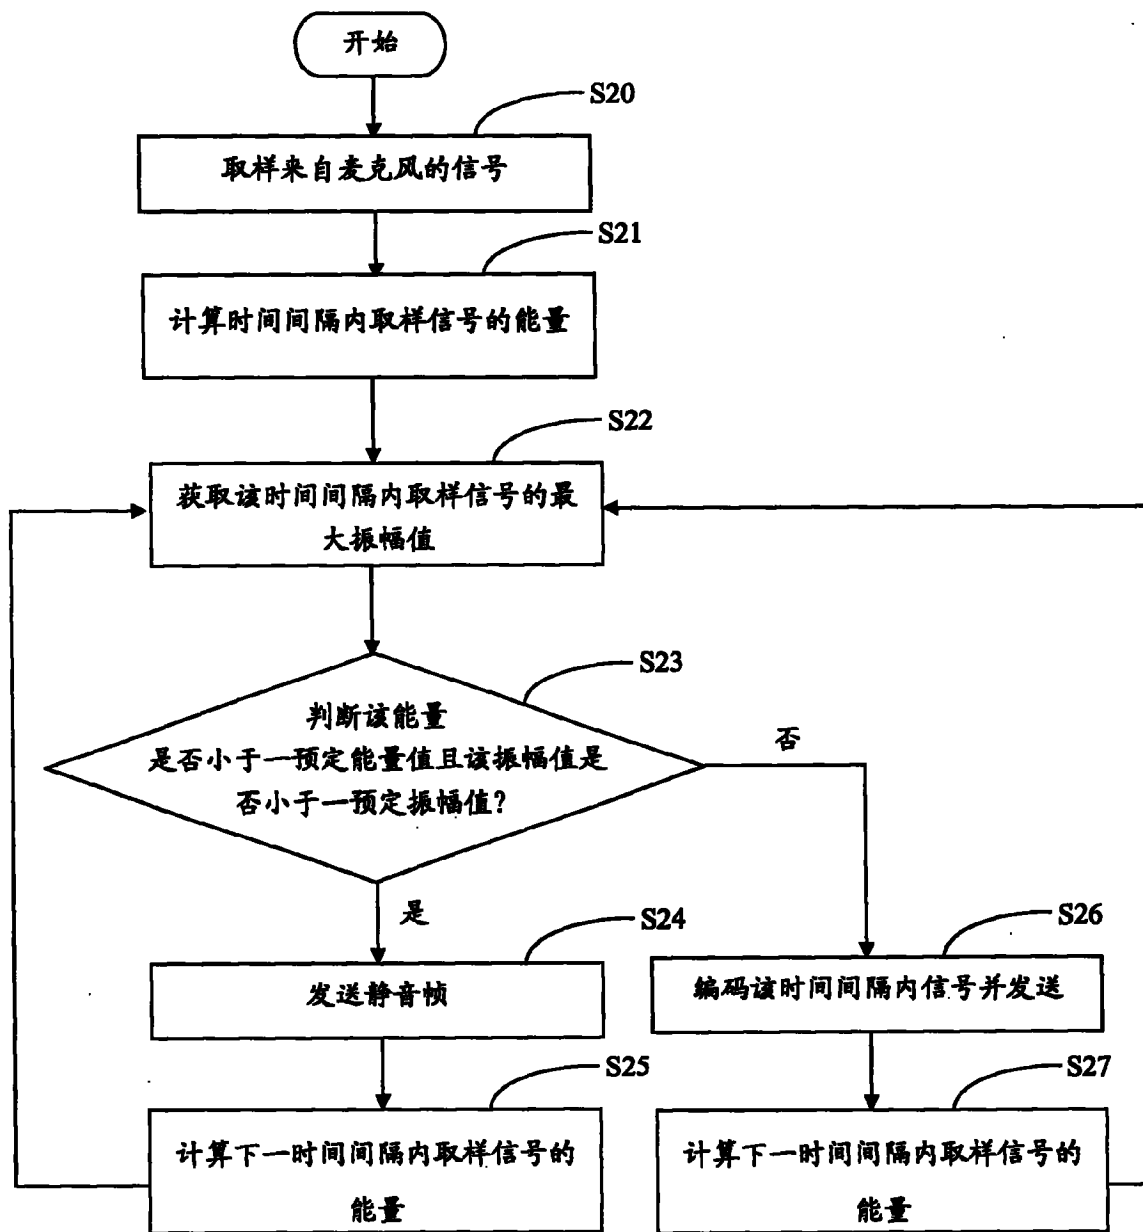 开始
S20
取样来自麦克风的信号
S21
计算时间间隔内取样信号的能量
S22
获取该时间间隔内取样信号的最
大振幅值
S23
判断该能量
是否小于一预定能量值且该振幅值是
否小于一预定振幅值?
否
是
S24
发送静音帧
S26
编码该时间间隔内信号并发送
S25
计算下一时间间隔内取样信号的
能量
S27
计算下一时间间隔内取样信号的
能量